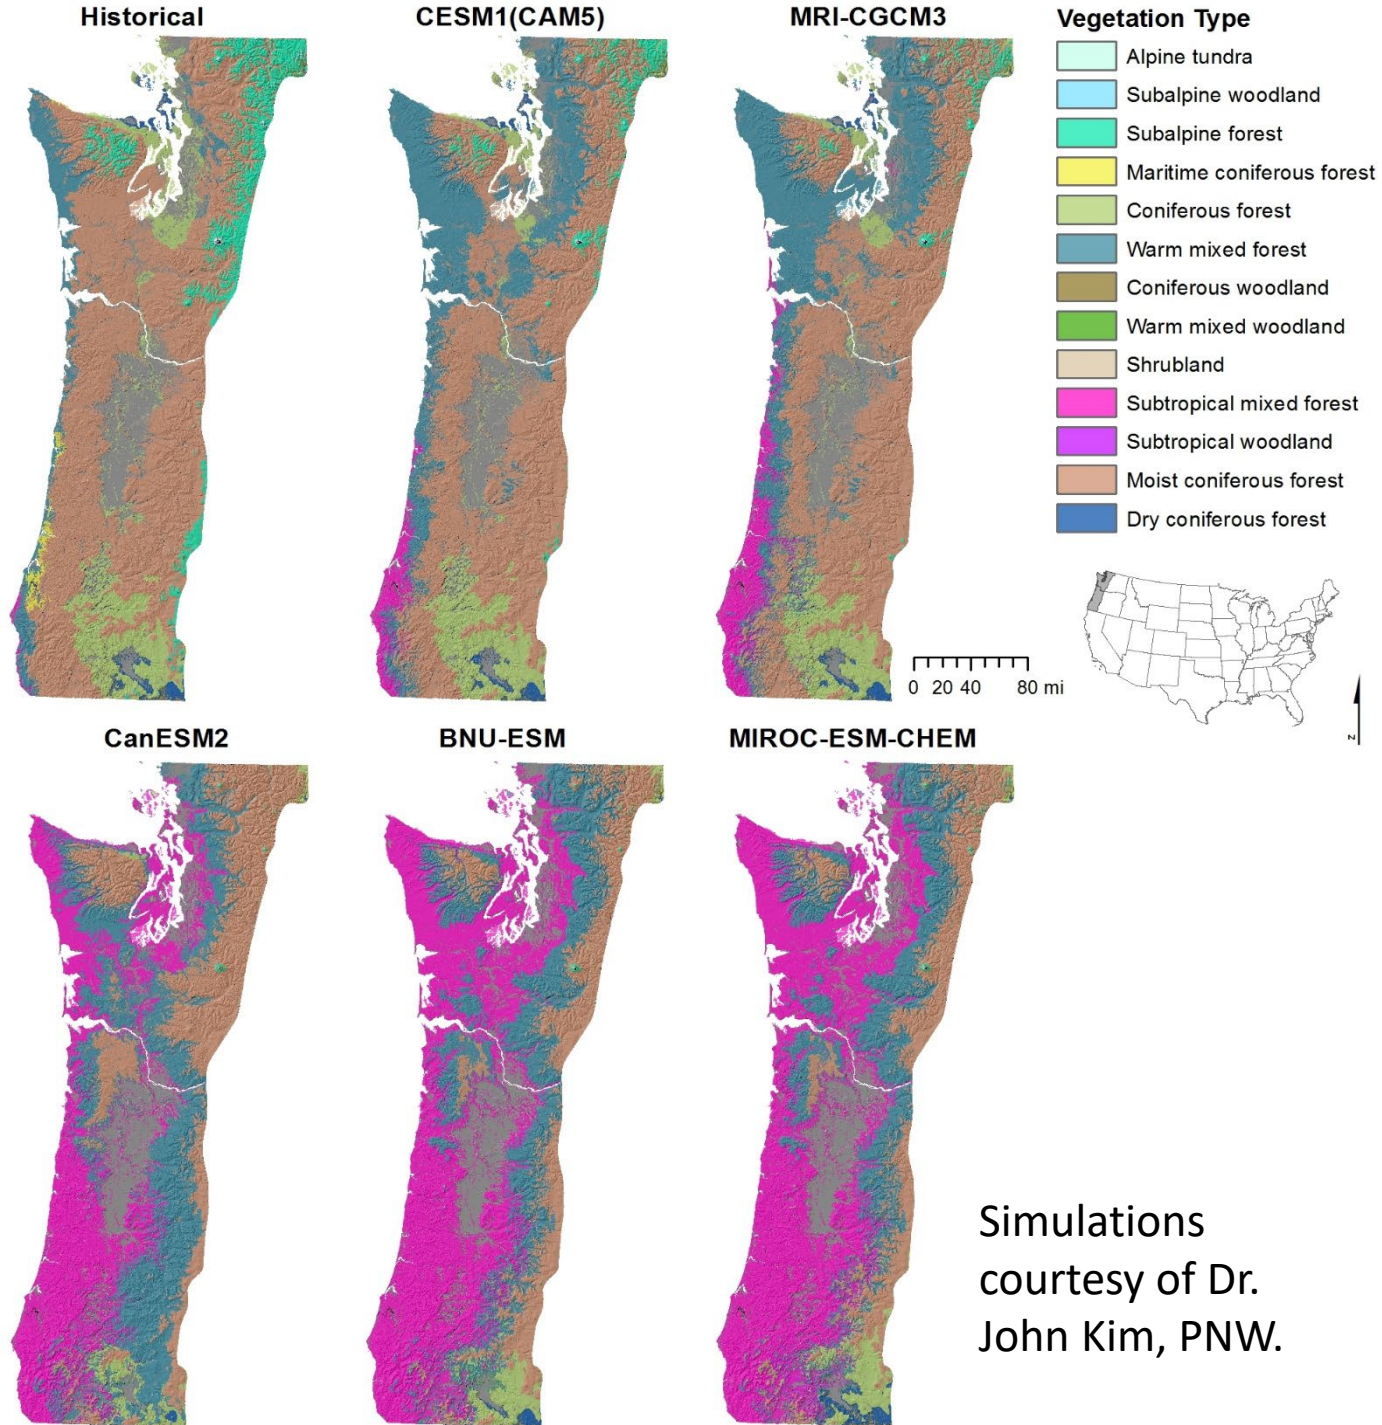 Historical
CESM1(CAM5)
MRI-CGCM3
Vegetation Type
Alpine tundra
Subalpine woodland
Subalpine forest
Maritime coniferous forest
Coniferous forest
Warm mixed forest
Coniferous woodland
Warm mixed woodland
Shrubland
Subtropical mixed forest
Subtropical woodland
Moist coniferous forest
Dry coniferous forest
0 20 40 80 mi
N
CanESM2
BNU-ESM
MIROC-ESM-CHEM
Simulations
courtesy of Dr.
John Kim, PNW.